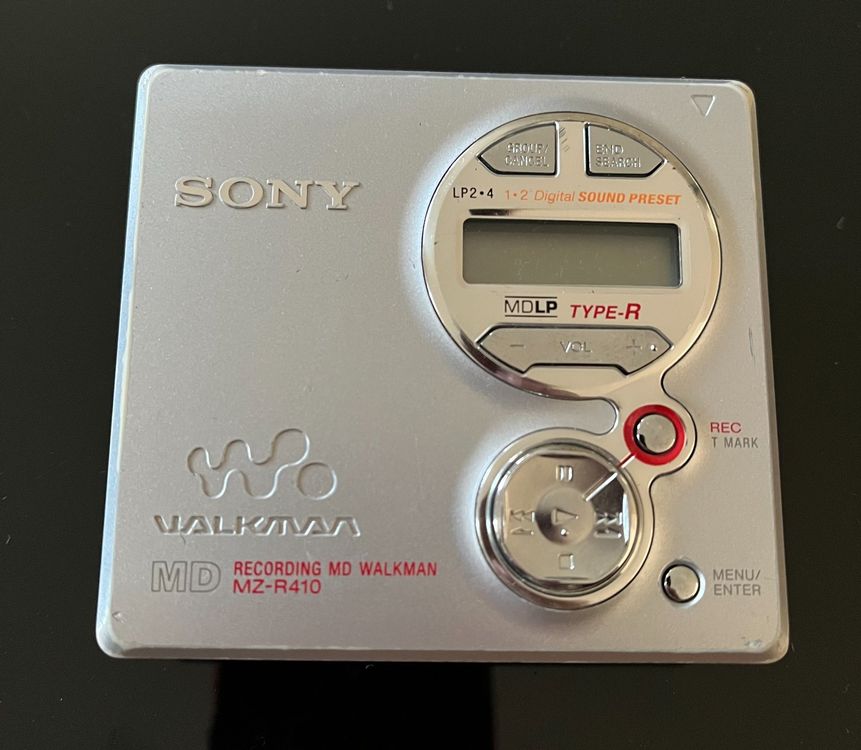 GROUP/
CANCEL
END
SEARCH
SONY
LP2•4 1•2 Digital SOUND PRESET
MDLP TYPE-R
− VOL +
REC
T MARK
WALKMAN
MD RECORDING MD WALKMAN
MZ-R410
MENU/
ENTER